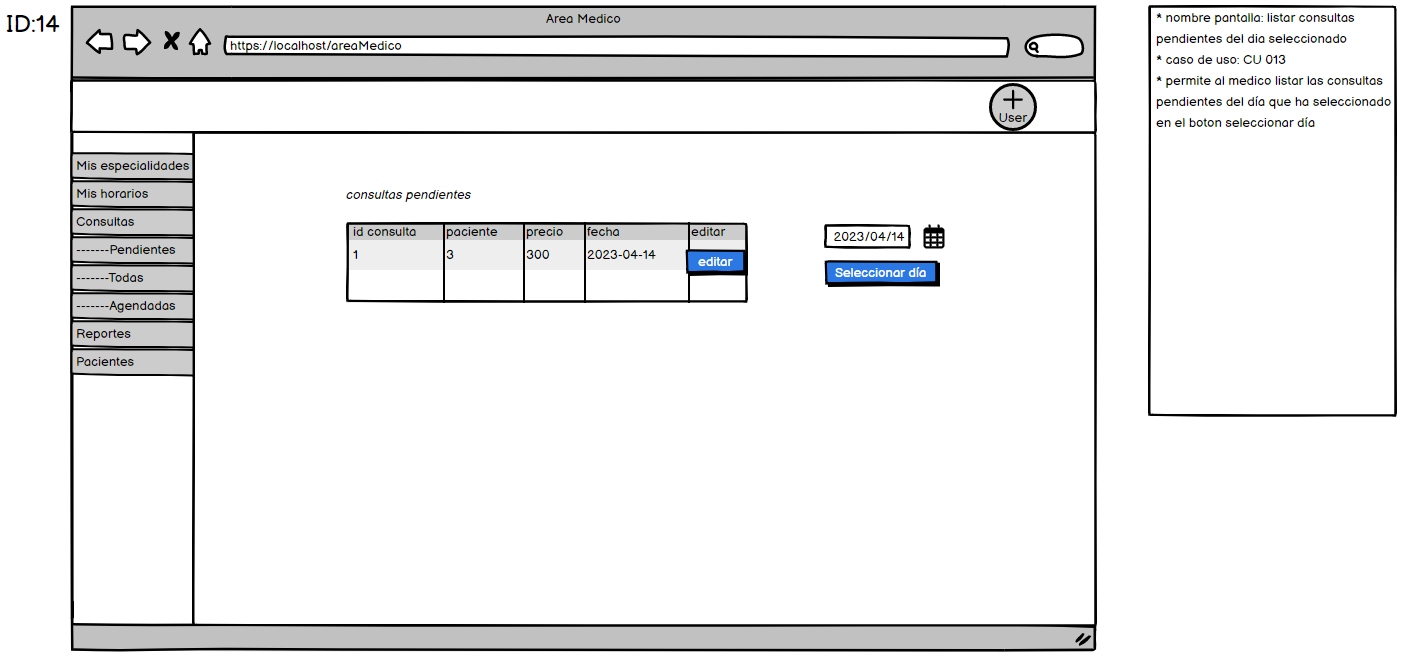 ID:14
Area Medico
https://localhost/areaMedico
User
Mis especialidades
Mis horarios
Consultas
-------Pendientes
-------Todas
-------Agendadas
Reportes
Pacientes
consultas pendientes
id consulta paciente precio fecha editar
1 3 300 2023-04-14 editar
2023/04/14
Seleccionar día
* nombre pantalla: listar consultas
pendientes del dia seleccionado
* caso de uso: CU 013
* permite al medico listar las consultas
pendientes del día que ha seleccionado
en el boton seleccionar día